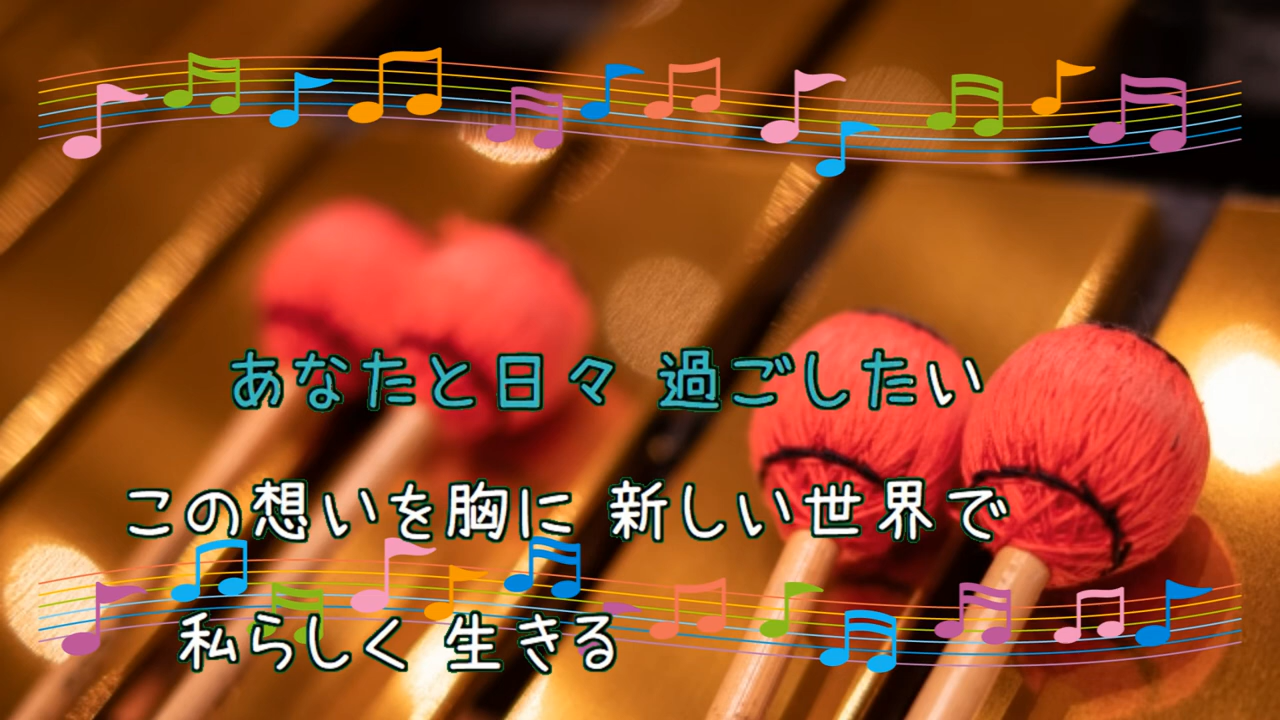 あなたと日々 過ごしたい
この想いを胸に 新しい世界で
私らしく 生きる